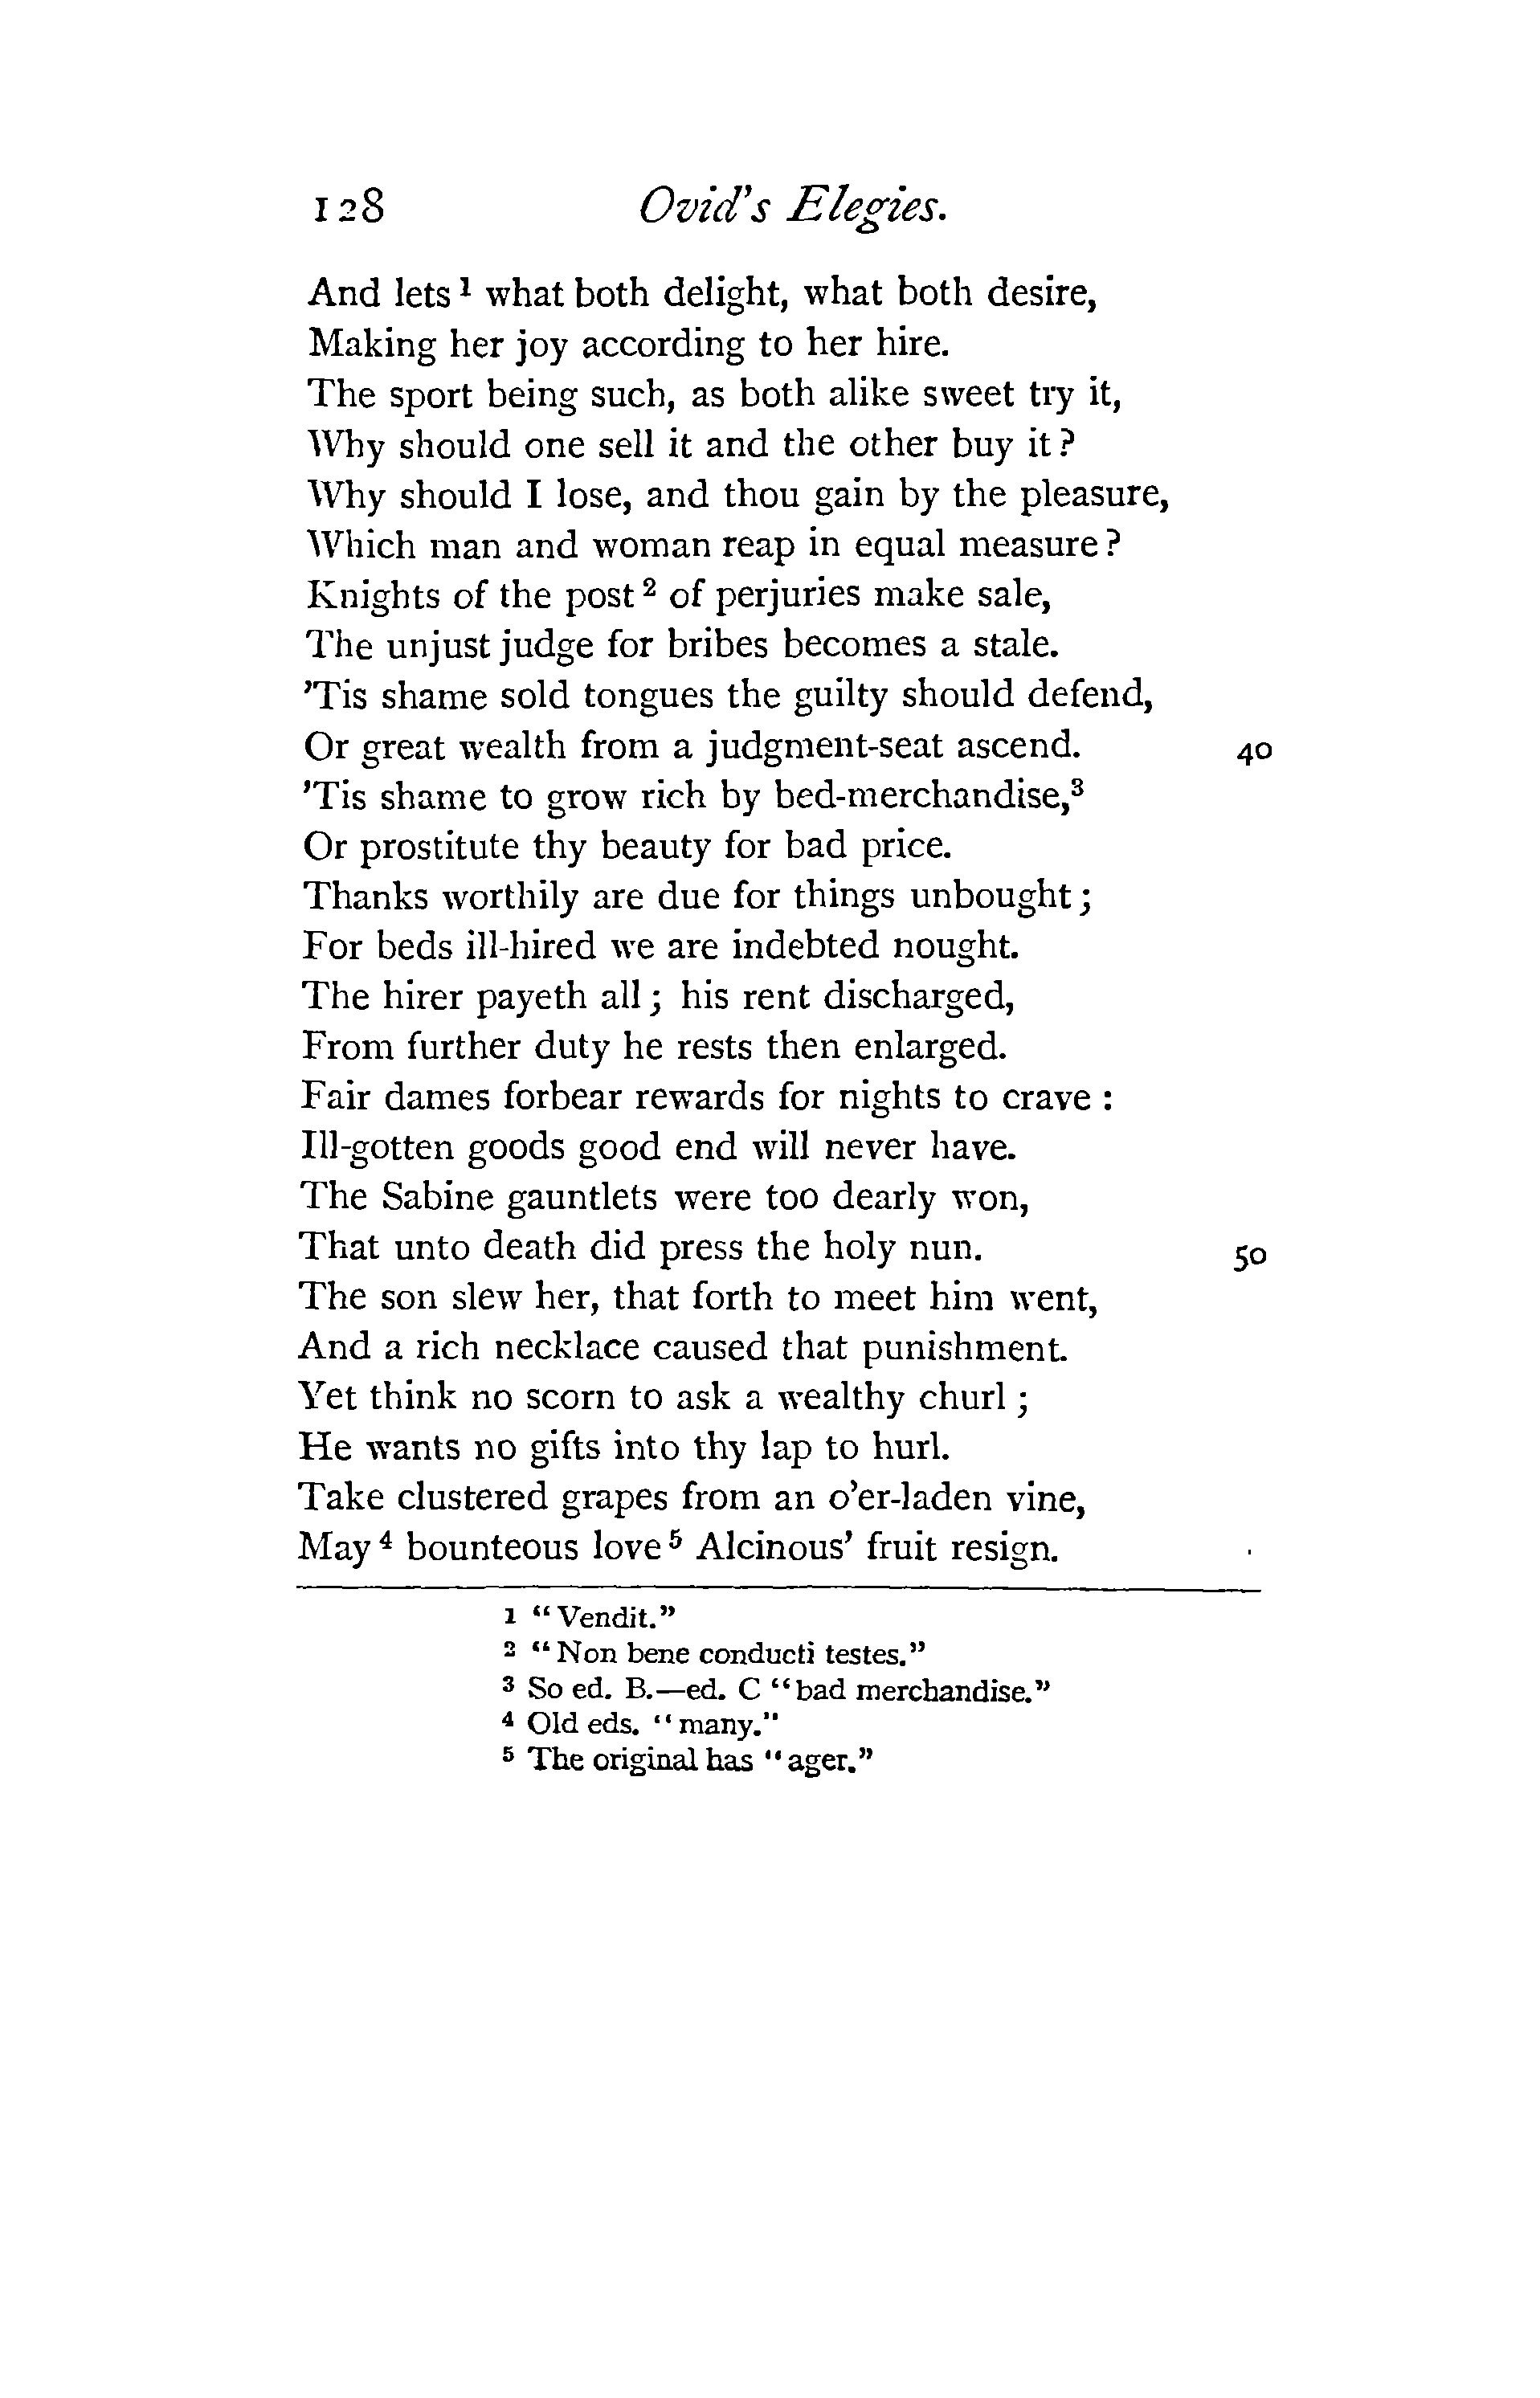 128 Ovid's Elegies.
And lets¹ what both delight, what both desire,
Making her joy according to her hire.
The sport being such, as both alike sweet try it,
Why should one sell it and the other buy it?
Why should I lose, and thou gain by the pleasure,
Which man and woman reap in equal measure?
Knights of the post² of perjuries make sale,
The unjust judge for bribes becomes a stale.
'Tis shame sold tongues the guilty should defend,
Or great wealth from a judgment-seat ascend. 40
'Tis shame to grow rich by bed-merchandise,³
Or prostitute thy beauty for bad price.
Thanks worthily are due for things unbought;
For beds ill-hired we are indebted nought.
The hirer payeth all; his rent discharged,
From further duty he rests then enlarged.
Fair dames forbear rewards for nights to crave:
Ill-gotten goods good end will never have.
The Sabine gauntlets were too dearly won,
That unto death did press the holy nun. 50
The son slew her, that forth to meet him went,
And a rich necklace caused that punishment.
Yet think no scorn to ask a wealthy churl;
He wants no gifts into thy lap to hurl.
Take clustered grapes from an o'er-laden vine,
May⁴ bounteous love⁵ Alcinous' fruit resign.
1 "Vendit."
2 "Non bene conducti testes."
3 So ed. B.—ed. C "bad merchandise."
4 Old eds. "many."
5 The original has "ager."